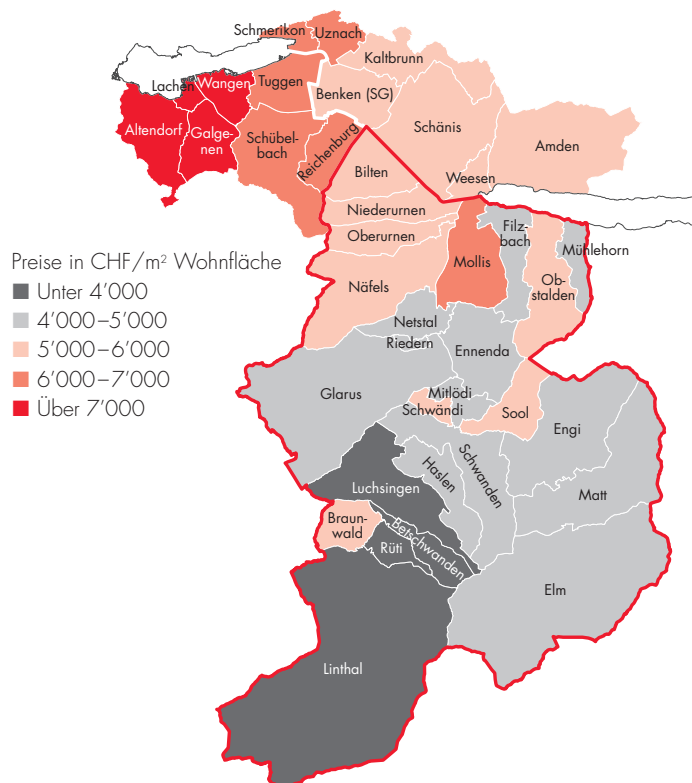 Schmerikon
Uznach
Kaltbrunn
Lachen
Wangen
Tuggen
Benken (SG)
Altendorf
Galge-
nen
Schübel-
bach
Reichenburg
Schänis
Amden
Weesen
Bilten
Niederurnen
Oberurnen
Filz-
bach
Mühlehorn
Mollis
Ob-
stalden
Näfels
Preise in CHF/m² Wohnfläche
Unter 4’000
4’000–5’000
5’000–6’000
6’000–7’000
Über 7’000
Netstal
Riedern
Ennenda
Glarus
Mitlödi
Schwändi
Sool
Engi
Haslen
Schwanden
Luchsingen
Matt
Braun-
wald
Betschwanden
Rüti
Elm
Linthal